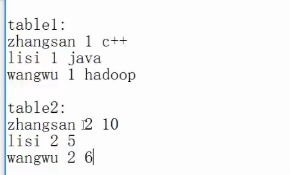 table1:
zhangsan 1 c++
lisi 1 java
wangwu 1 hadoop
table2:
zhangsan 2 10
lisi 2 5
wangwu 2 6